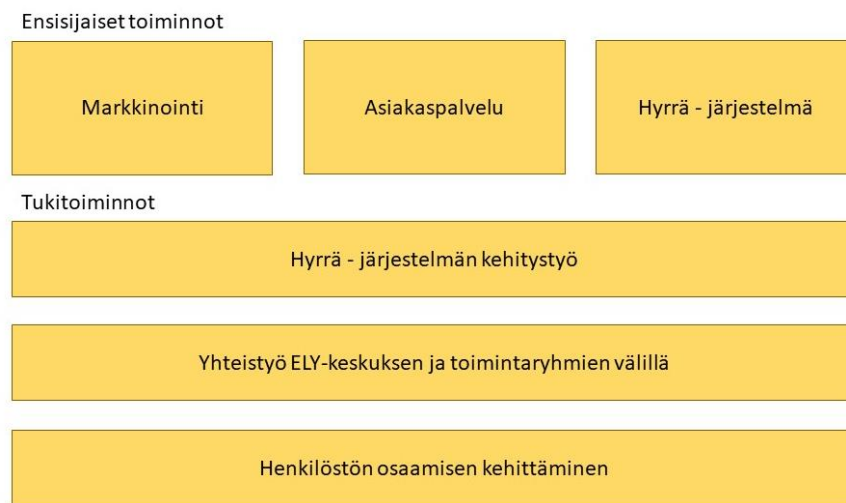 Ensisijaiset toiminnot
Markkinointi
Asiakaspalvelu
Hyrrä - järjestelmä
Tukitoiminnot
Hyrrä - järjestelmän kehitystyö
Yhteistyö ELY-keskuksen ja toimintaryhmien välillä
Henkilöstön osaamisen kehittäminen